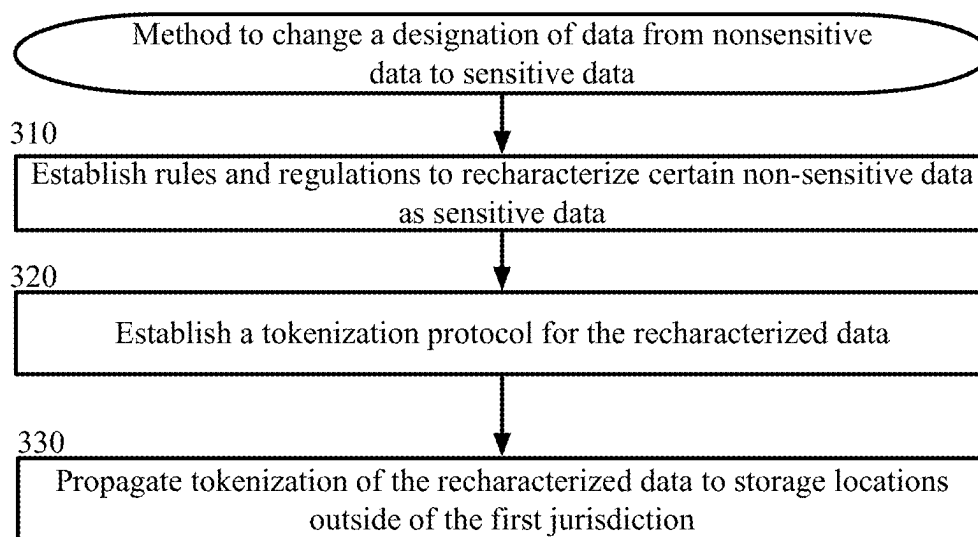 Method to change a designation of data from nonsensitive
data to sensitive data
310
Establish rules and regulations to recharacterize certain non-sensitive data
as sensitive data
320
Establish a tokenization protocol for the recharacterized data
330
Propagate tokenization of the recharacterized data to storage locations
outside of the first jurisdiction